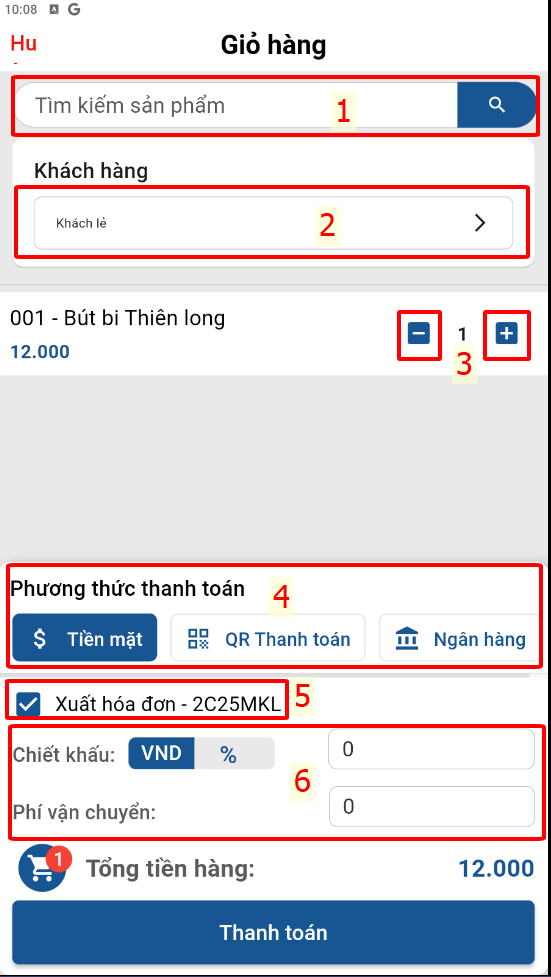 10:08
Hu
Giỏ hàng
Tìm kiếm sản phẩm
1
Khách hàng
Khách lẻ
2
001 - Bút bi Thiên long
12.000
1
3
Phương thức thanh toán
4
Tiền mặt
QR Thanh toán
Ngân hàng
Xuất hóa đơn - 2C25MKL
5
Chiết khấu:
VND
%
0
6
Phí vận chuyển:
0
1
Tổng tiền hàng:
12.000
Thanh toán